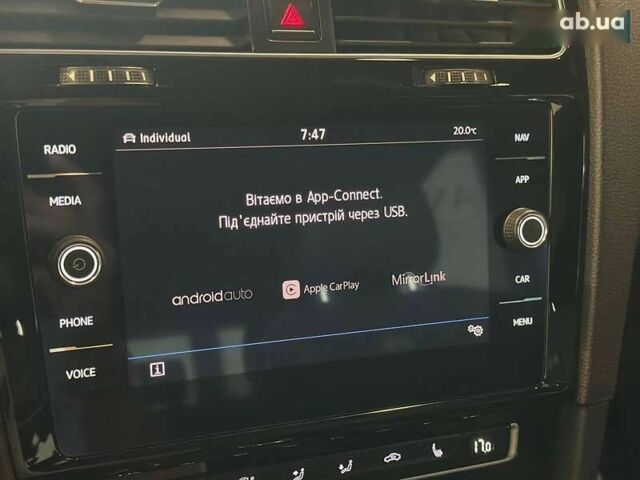 ab.ua
RADIO
MEDIA
PHONE
VOICE
Individual 7:47 20.0°C
Вітаємо в App-Connect.
Під'єднайте пристрій через USB.
androidauto Apple CarPlay MirrorLink
i
NAV
APP
CAR
MENU
17.0